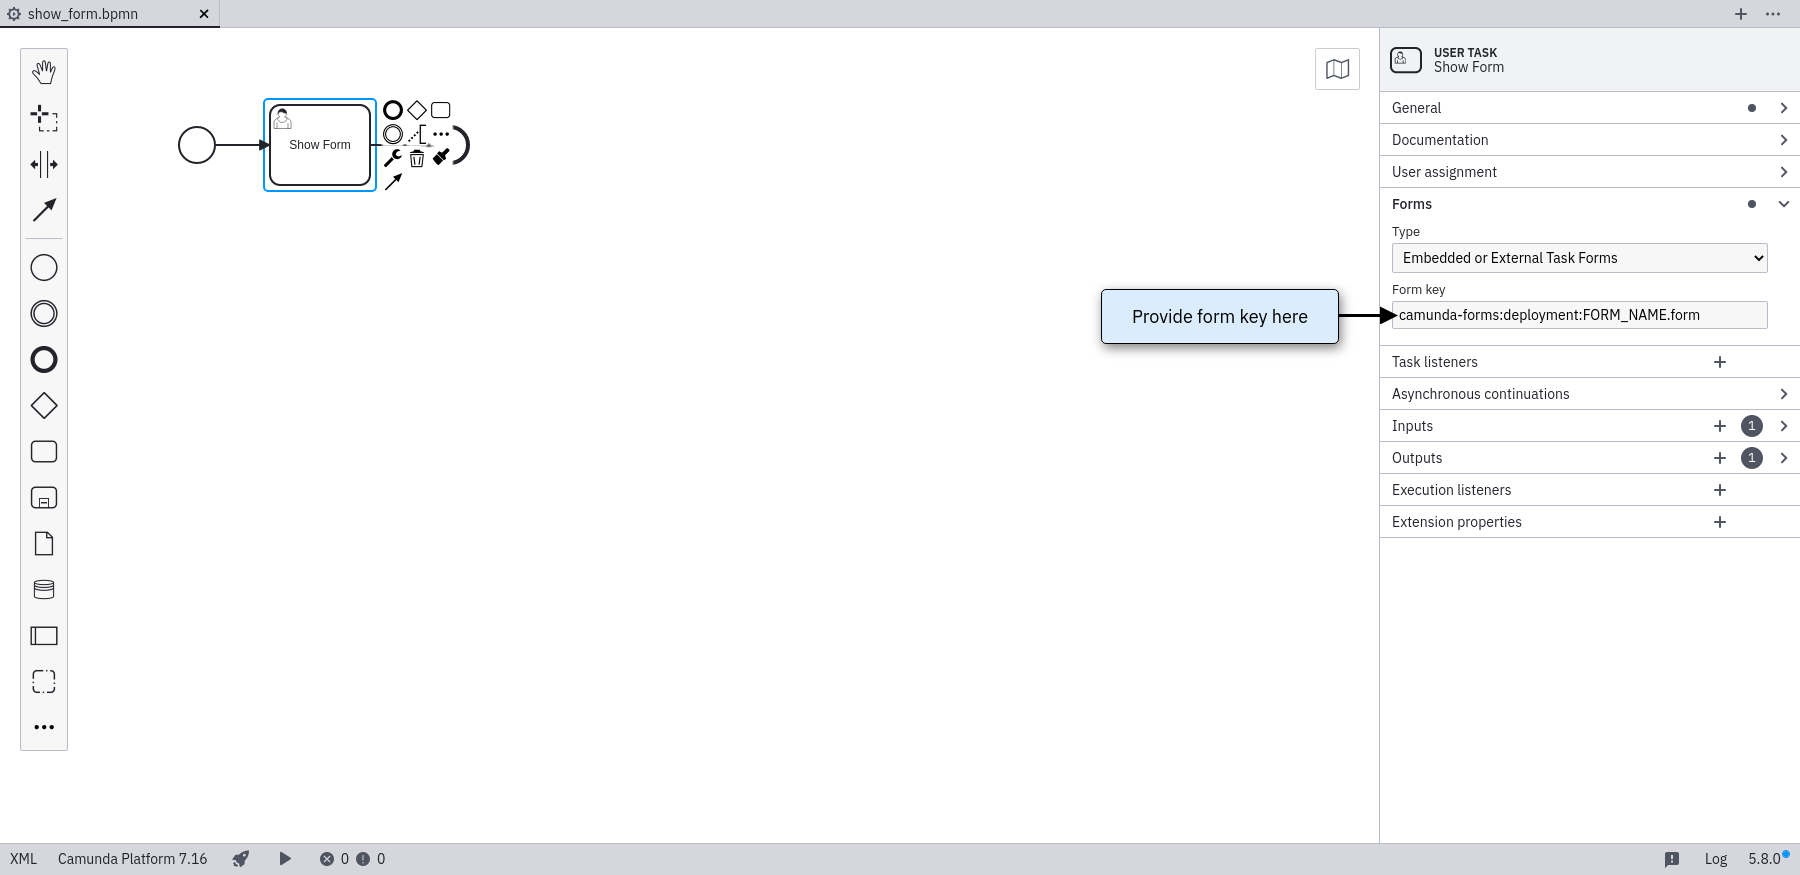 show_form.bpmn
USER TASK
Show Form
General
Show Form
Documentation
User assignment
Forms
Type
Embedded or External Task Forms
Form key
Provide form key here
camunda-forms:deployment:FORM_NAME.form
Task listeners
Asynchronous continuations
Inputs 1
Outputs 1
Execution listeners
Extension properties
XML Camunda Platform 7.16 0 0 Log 5.8.0